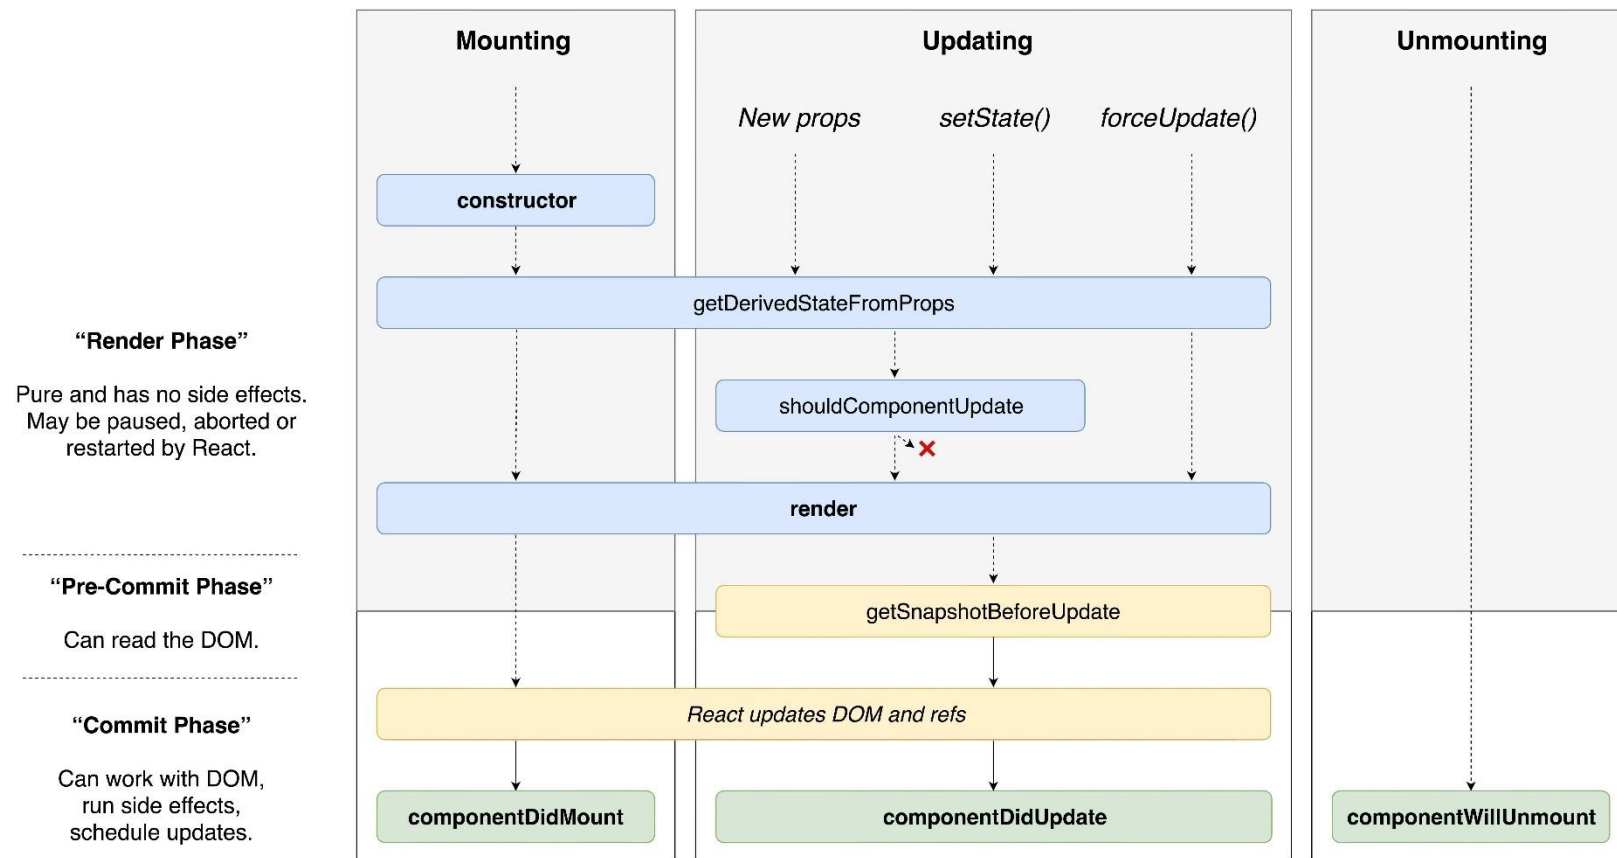 Mounting
Updating
Unmounting
New props
setState()
forceUpdate()
constructor
getDerivedStateFromProps
“Render Phase”
Pure and has no side effects.
May be paused, aborted or
restarted by React.
shouldComponentUpdate
render
“Pre-Commit Phase”
Can read the DOM.
getSnapshotBeforeUpdate
React updates DOM and refs
“Commit Phase”
Can work with DOM,
run side effects,
schedule updates.
componentDidMount
componentDidUpdate
componentWillUnmount